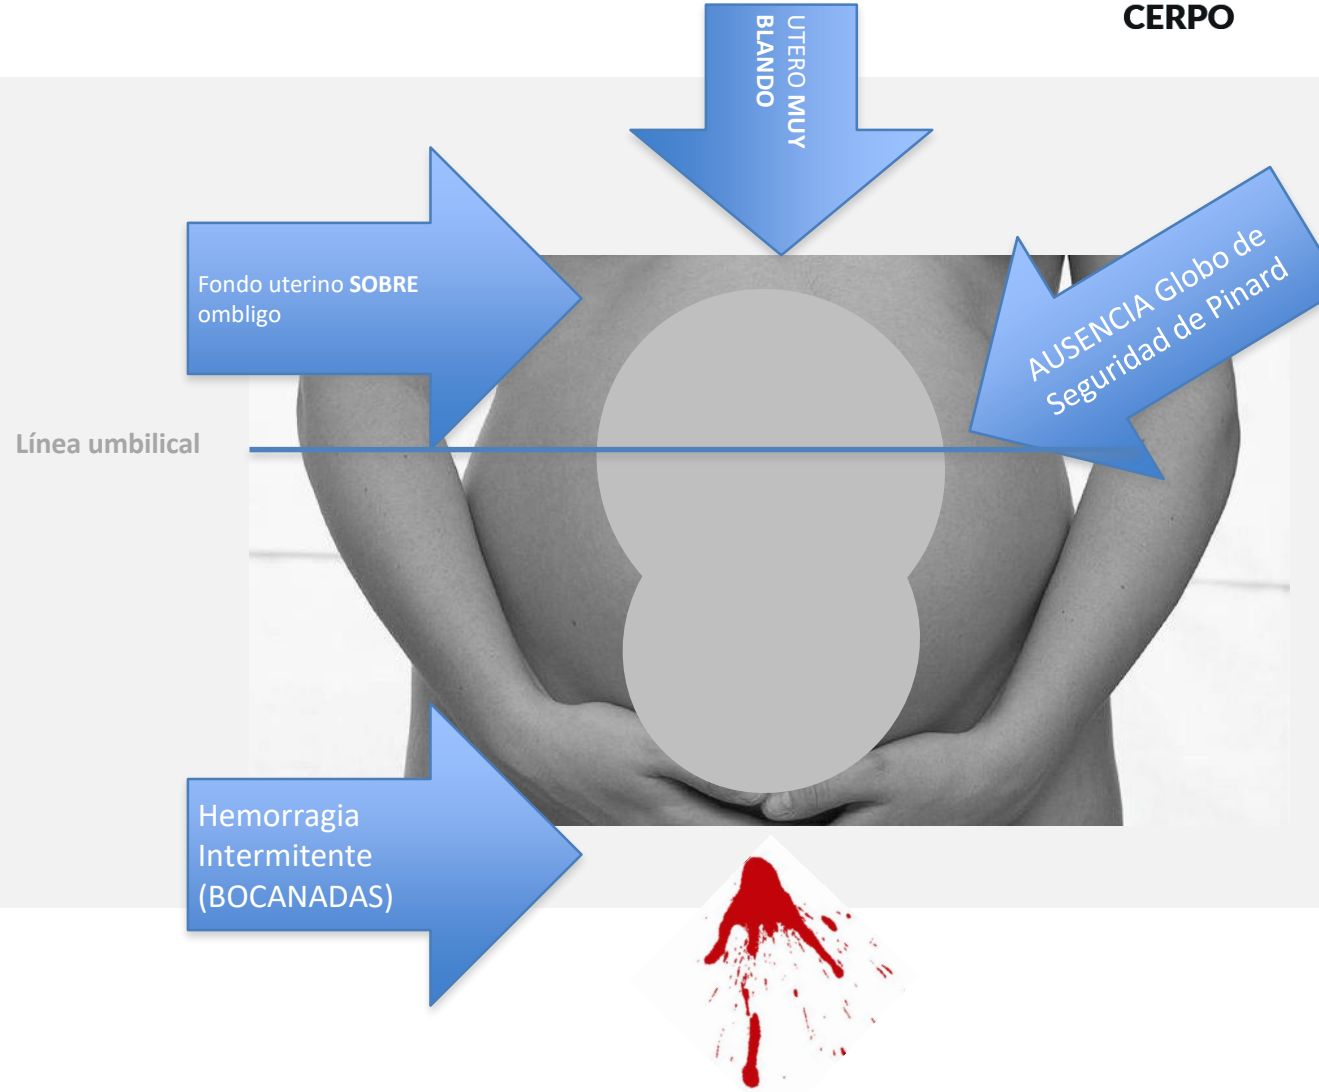 CERPO
UTERO MUY
BLANDO
Fondo uterino SOBRE
ombligo
AUSENCIA Globo de
Seguridad de Pinard
Línea umbilical
Hemorragia
Intermitente
(BOCANADAS)